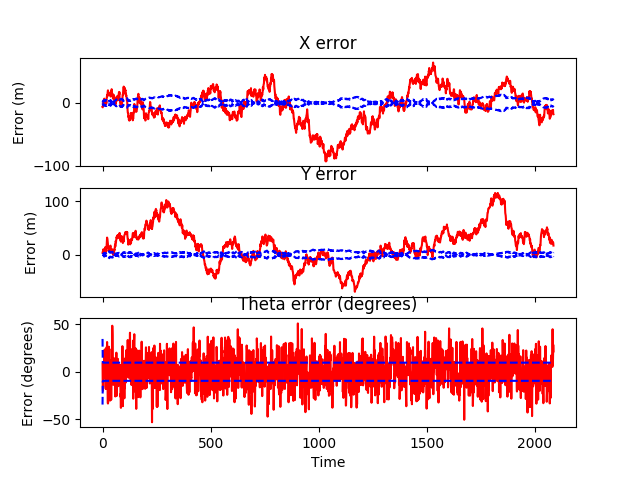 X error
Error (m)
0
−100
Y error
Error (m)
100
0
Theta error (degrees)
Error (degrees)
50
0
−50
0 500 1000 1500 2000
Time